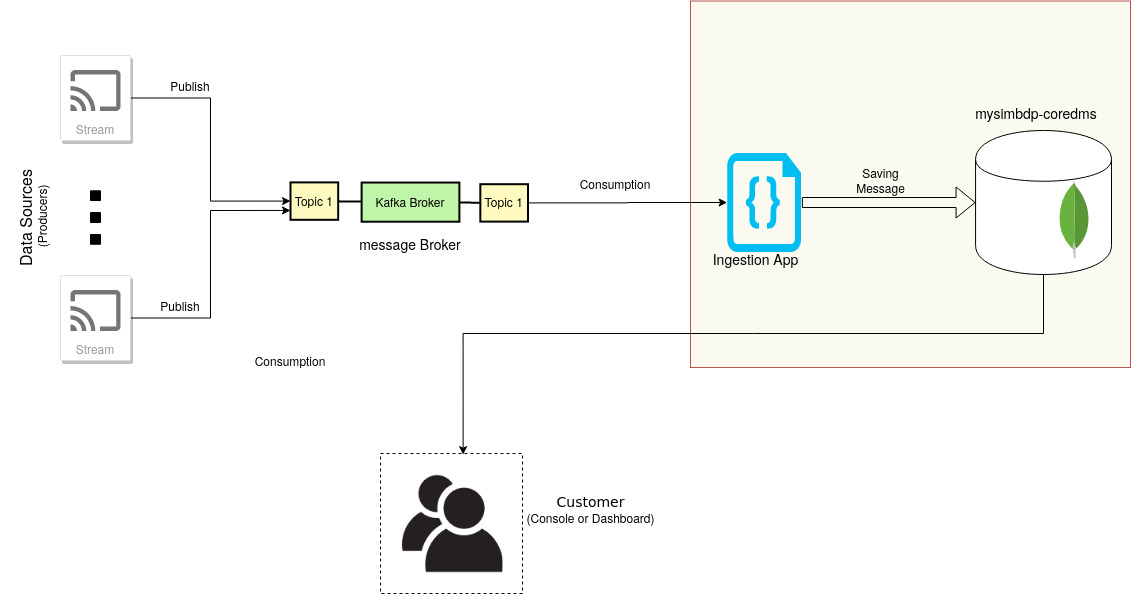 mysimbdp-coredms
Publish
Stream
Data Sources
(Producers)
Topic 1
Kafka Broker
Topic 1
message Broker
Consumption
Saving
Message
{}
Ingestion App
Publish
Stream
Consumption
Customer
(Console or Dashboard)